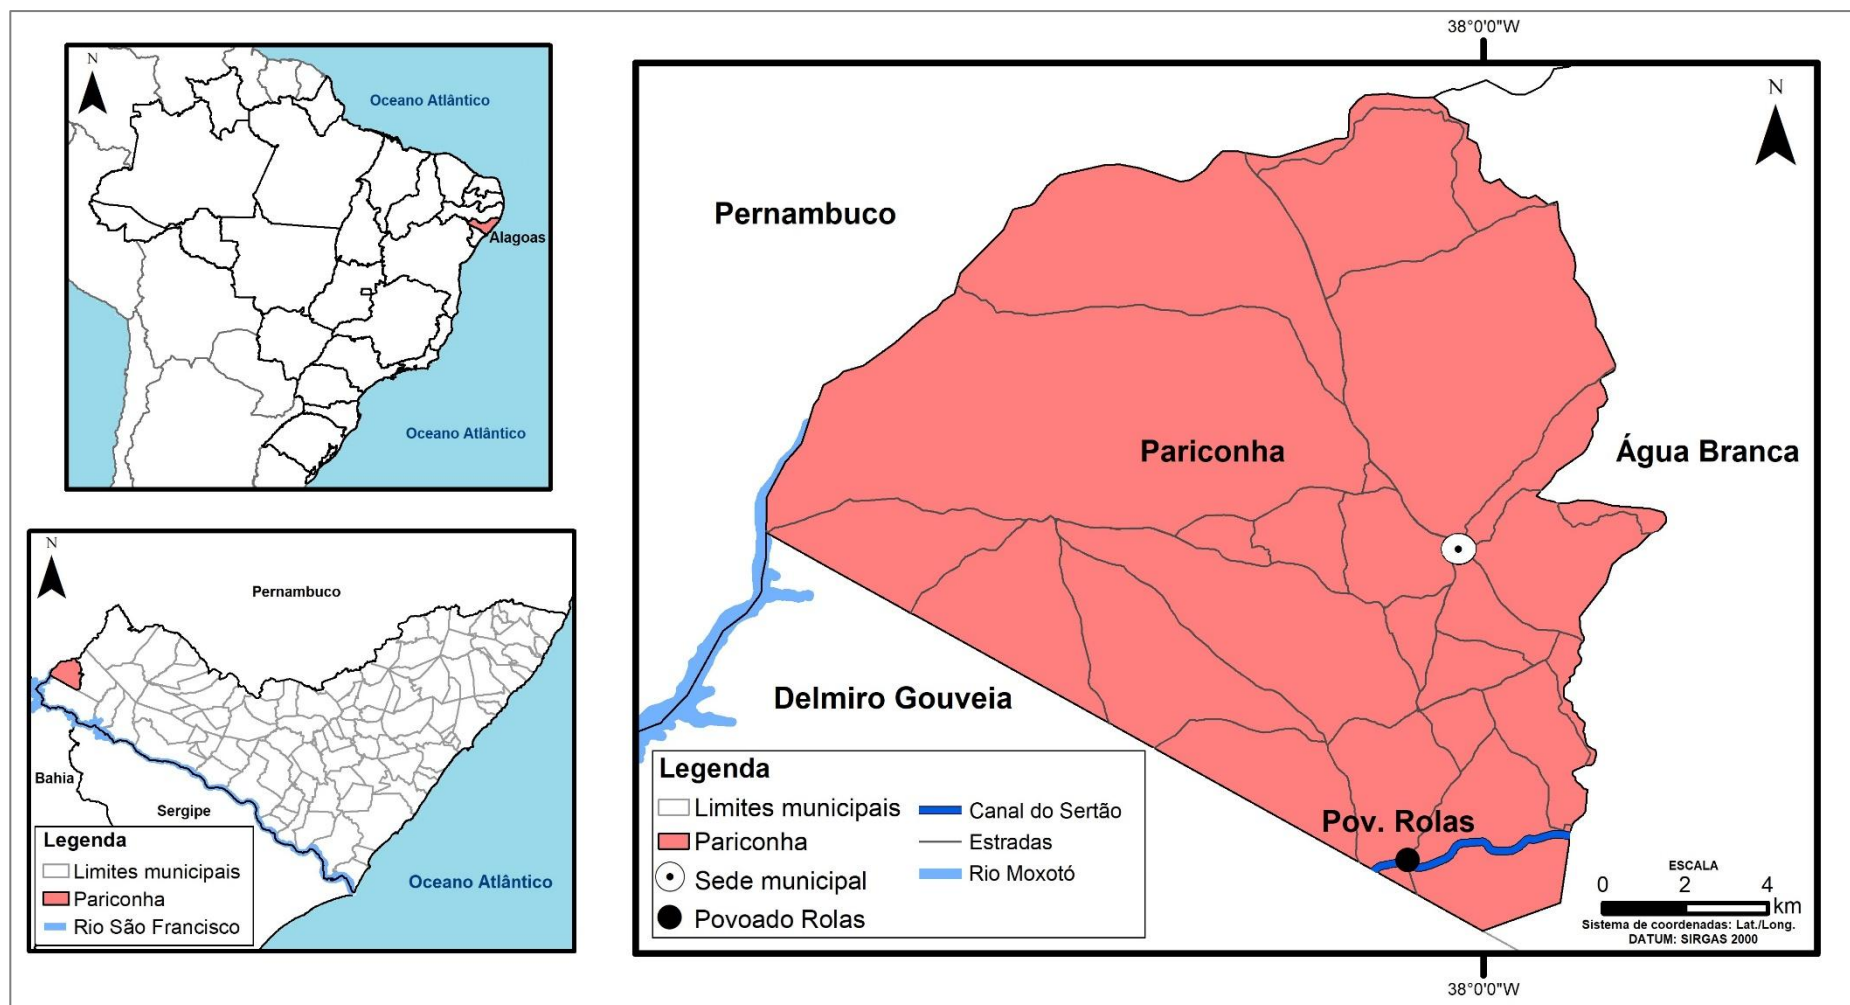 N
Oceano Atlântico
Alagoas
Oceano Atlântico
N
Pernambuco
Bahia
Sergipe
Oceano Atlântico
Legenda
Limites municipais
Pariconha
Rio São Francisco
38°0'0"W
N
Pernambuco
Pariconha
Água Branca
Delmiro Gouveia
Pov. Rolas
Legenda
Limites municipais
Pariconha
Sede municipal
Povoado Rolas
Canal do Sertão
Estradas
Rio Moxotó
ESCALA
0 2 4
km
Sistema de coordenadas: Lat./Long.
DATUM: SIRGAS 2000
38°0'0"W